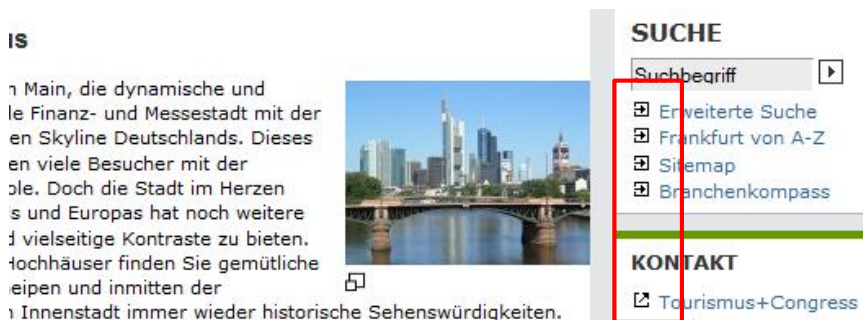 n Main, die dynamische und
le Finanz- und Messestadt mit der
en Skyline Deutschlands. Dieses
en viele Besucher mit der
ole. Doch die Stadt im Herzen
s und Europas hat noch weitere
d vielseitige Kontraste zu bieten.
Hochhäuser finden Sie gemütliche
eipen und inmitten der
Innenstadt immer wieder historische Sehenswürdigkeiten.
SUCHE
Suchbegriff
Erweiterte Suche
Frankfurt von A-Z
Sitemap
Branchenkompass
KONTAKT
Tourismus+Congress